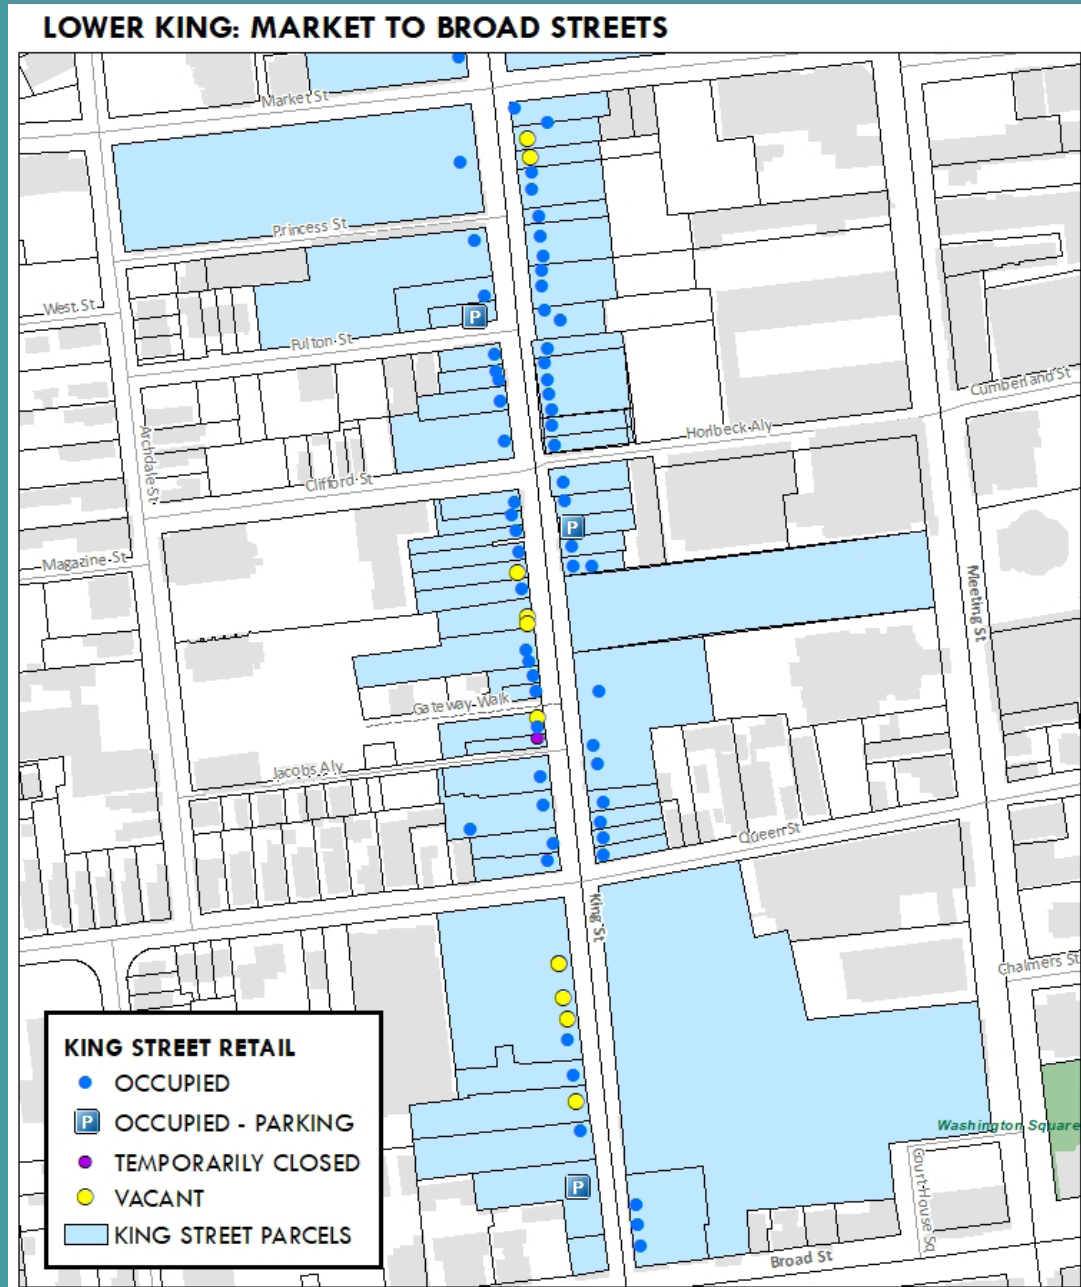 LOWER KING: MARKET TO BROAD STREETS
Market St
Princess St
West St
P
Fulton St
Cumberland St
Horlbeck Aly
Archdale St
Clifford St
P
Magazine St
Meeting St
Gateway Walk
Jacobs Aly
Queen St
King St
Chalmers St
KING STREET RETAIL
OCCUPIED
P OCCUPIED - PARKING
TEMPORARILY CLOSED
VACANT
KING STREET PARCELS
Washington Square
P
Court House Sq
Broad St